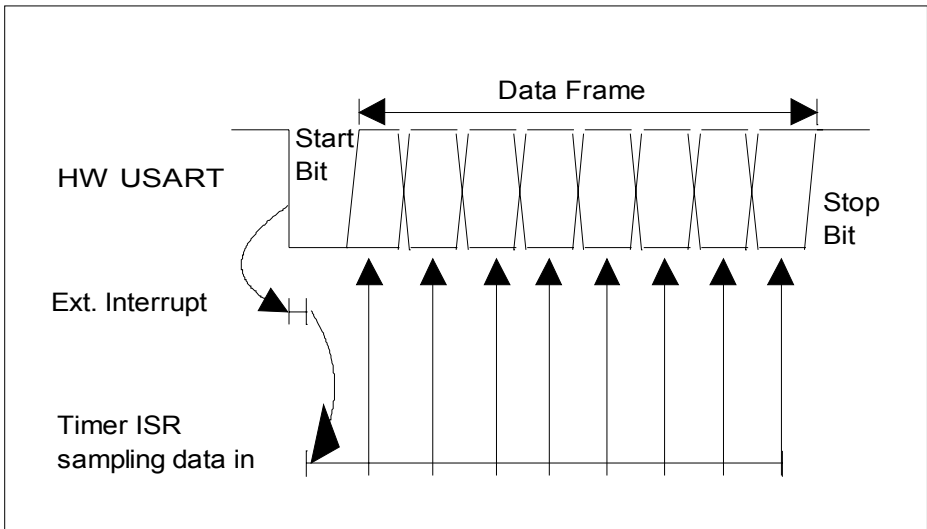 Data Frame
Start
Bit
HW USART
Stop
Bit
Ext. Interrupt
Timer ISR
sampling data in